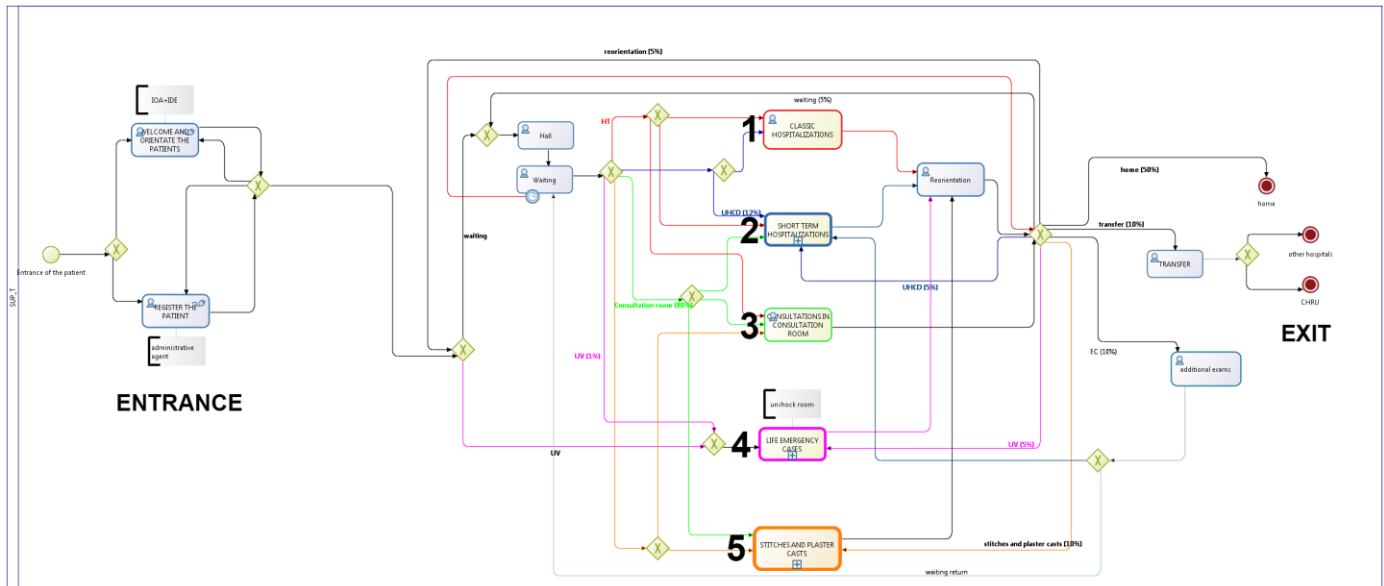 reorientation (5%)
IOA+IDE
WELCOME AND
ORIENTATE THE
PATIENTS
waiting (5%)
HT
1
CLASSIC
HOSPITALIZATIONS
Hall
Waiting
Reorientation
home (50%)
home
UHCD (12%)
2
SHORT TERM
HOSPITALIZATIONS
transfer (10%)
TRANSFER
other hospitals
CHRU
EXIT
waiting
Entrance of the patient
SUP_T
REGISTER THE
PATIENT
administrative
agent
ENTRANCE
UHCD (5%)
Consultation room (80%)
3
CONSULTATIONS IN
CONSULTATION
ROOM
UV (1%)
EC (10%)
additional exams
unshock room
4
LIFE EMERGENCY
CASES
UV (5%)
UV
5
STITCHES AND PLASTER
CASTS
stitches and plaster casts (10%)
waiting return